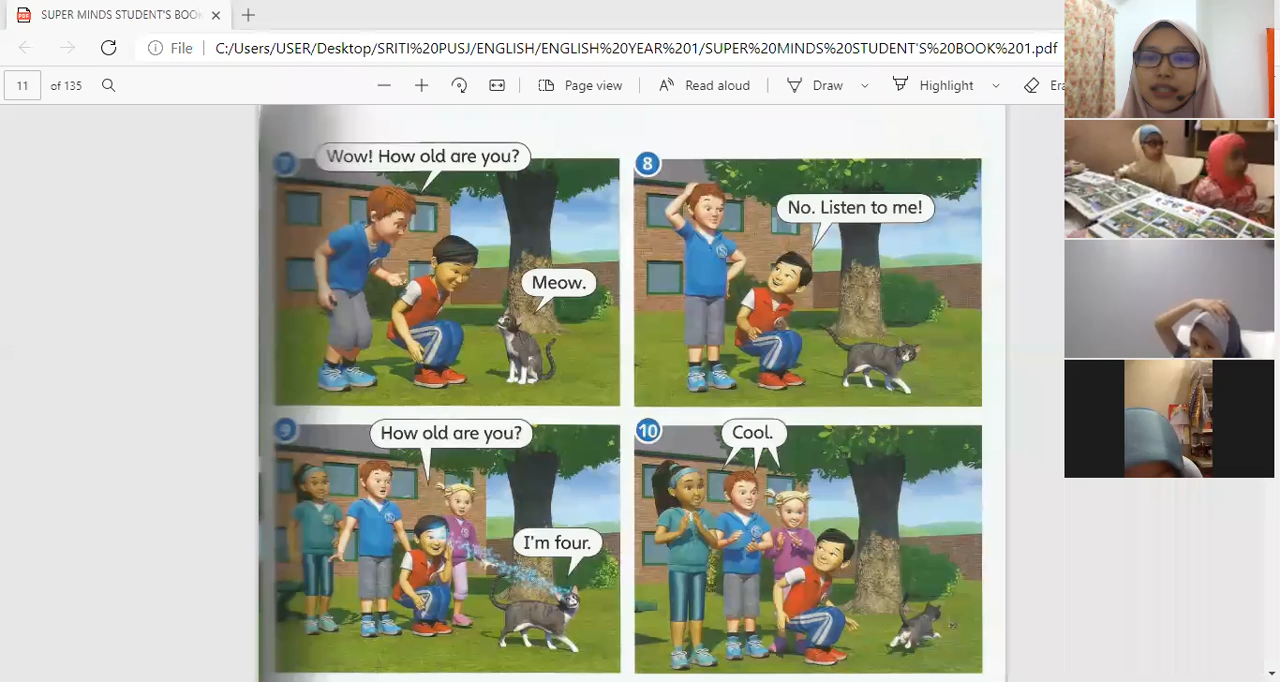 SUPER MINDS STUDENT'S BOO
File
C:/Users/USER/Desktop/SRITI%20PUSJ/ENGLISH/ENGLISH%20YEAR%201/SUPER%20MINDS%20STUDENT'S%20BOOK%201.pdf
11 of 135
Page view
Read aloud
Draw
Highlight
Era
7
Wow! How old are you?
Meow.
8
No. Listen to me!
9
How old are you?
I'm four.
10
Cool.